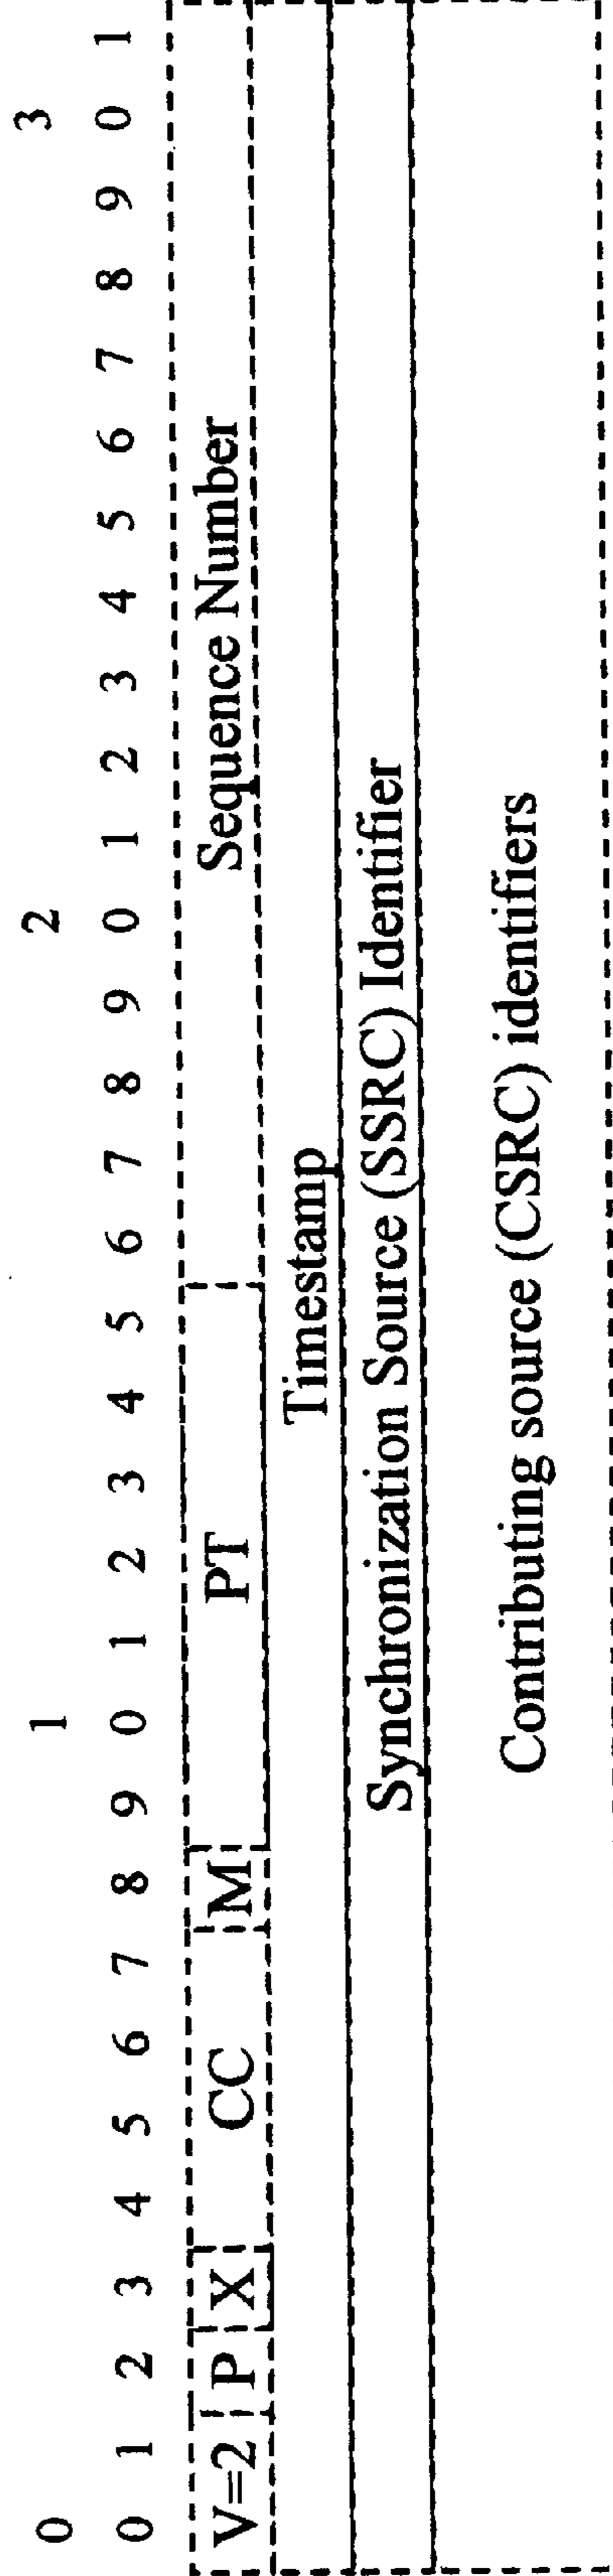 0 1 2 3
0 1 2 3 4 5 6 7 8 9 0 1 2 3 4 5 6 7 8 9 0 1 2 3 4 5 6 7 8 9 0 1
V=2 P X CC M PT Sequence Number
Timestamp
Synchronization Source (SSRC) Identifier
Contributing source (CSRC) identifiers